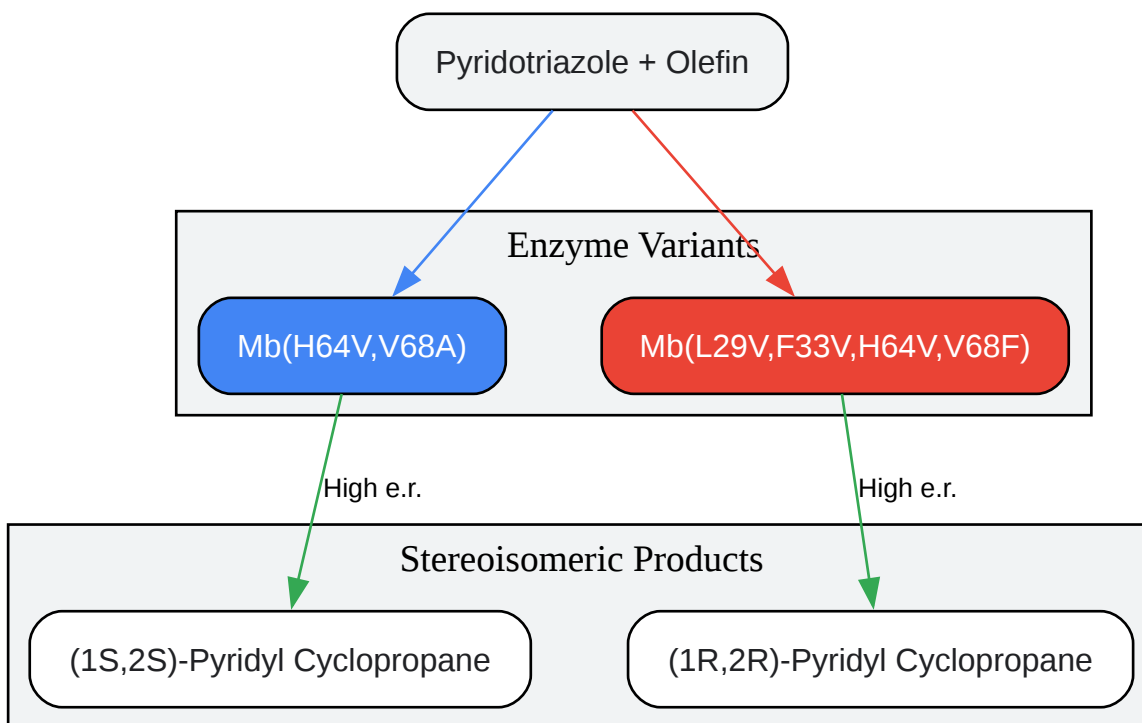 Pyridotriazole + Olefin
Enzyme Variants
Mb(H64V,V68A)
Mb(L29V,F33V,H64V,V68F)
High e.r.
High e.r.
Stereoisomeric Products
(1S,2S)-Pyridyl Cyclopropane
(1R,2R)-Pyridyl Cyclopropane